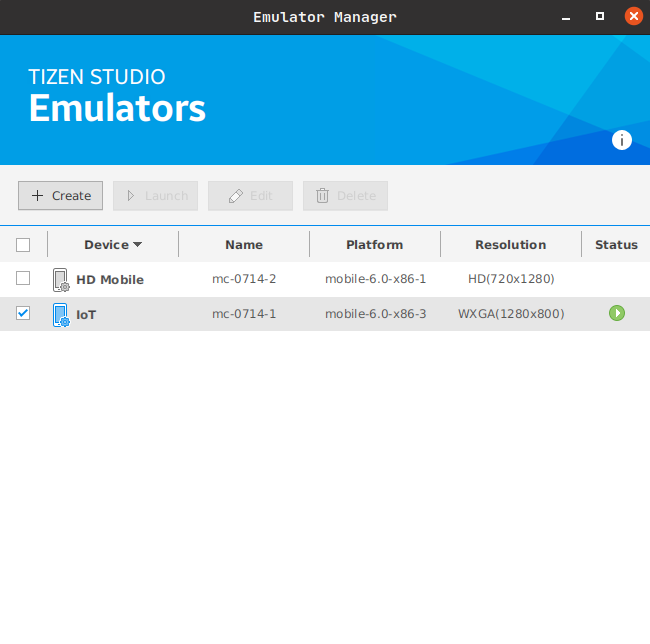 Emulator Manager
TIZEN STUDIO
Emulators
i
Create Launch Edit Delete
Device Name Platform Resolution Status
HD Mobile mc-0714-2 mobile-6.0-x86-1 HD(720x1280)
IoT mc-0714-1 mobile-6.0-x86-3 WXGA(1280x800)